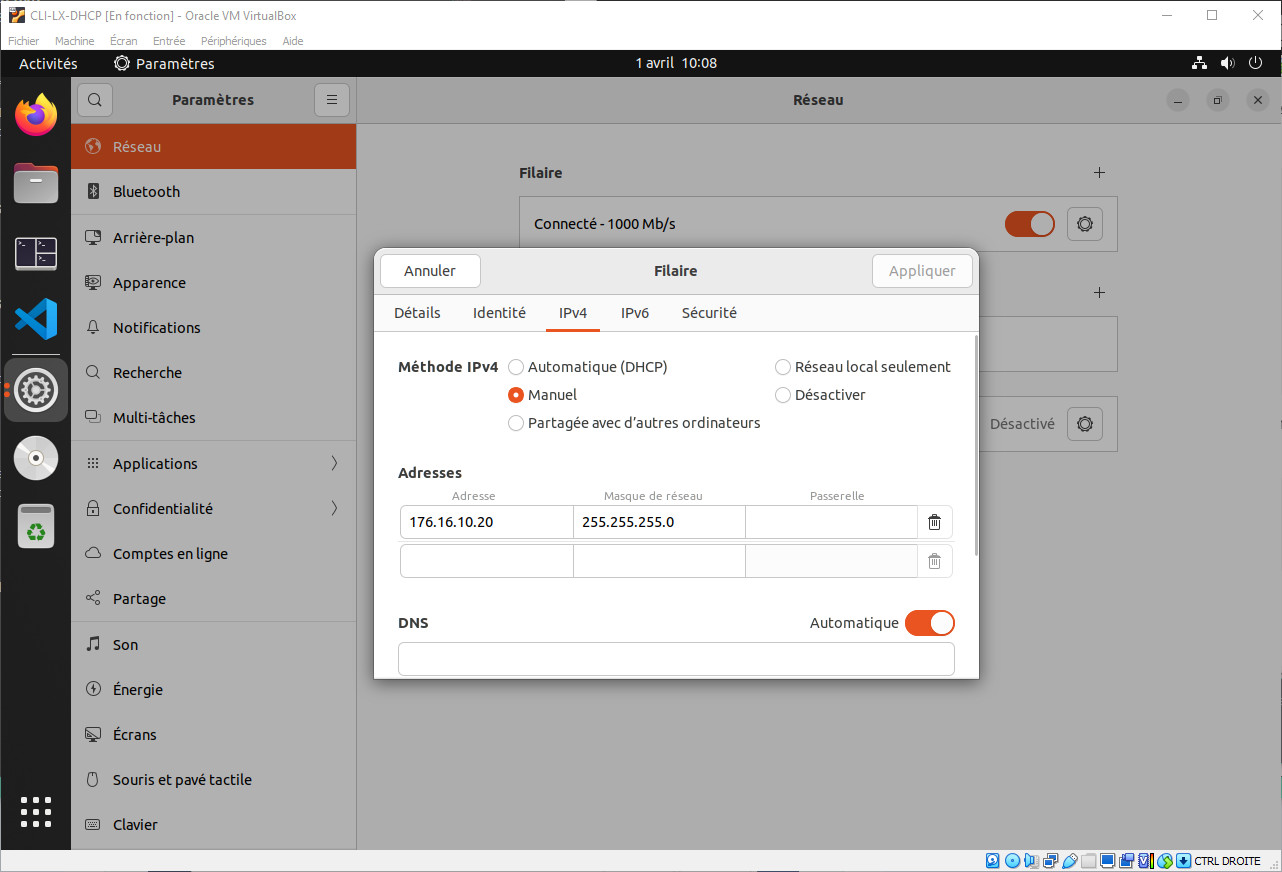 CLI-LX-DHCP [En fonction] - Oracle VM VirtualBox
Fichier Machine Écran Entrée Périphériques Aide
Activités Paramètres 1 avril 10:08
Paramètres Réseau
Réseau
Bluetooth
Arrière-plan
Apparence
Notifications
Recherche
Multi-tâches
Applications
Confidentialité
Comptes en ligne
Partage
Son
Énergie
Écrans
Souris et pavé tactile
Clavier
Filaire
Connecté - 1000 Mb/s
Désactivé
Annuler Filaire Appliquer
Détails Identité IPv4 IPv6 Sécurité
Méthode IPv4 Automatique (DHCP) Réseau local seulement
Manuel Désactiver
Partagée avec d’autres ordinateurs
Adresses
Adresse Masque de réseau Passerelle
176.16.10.20 255.255.255.0
DNS Automatique
CTRL DROITE